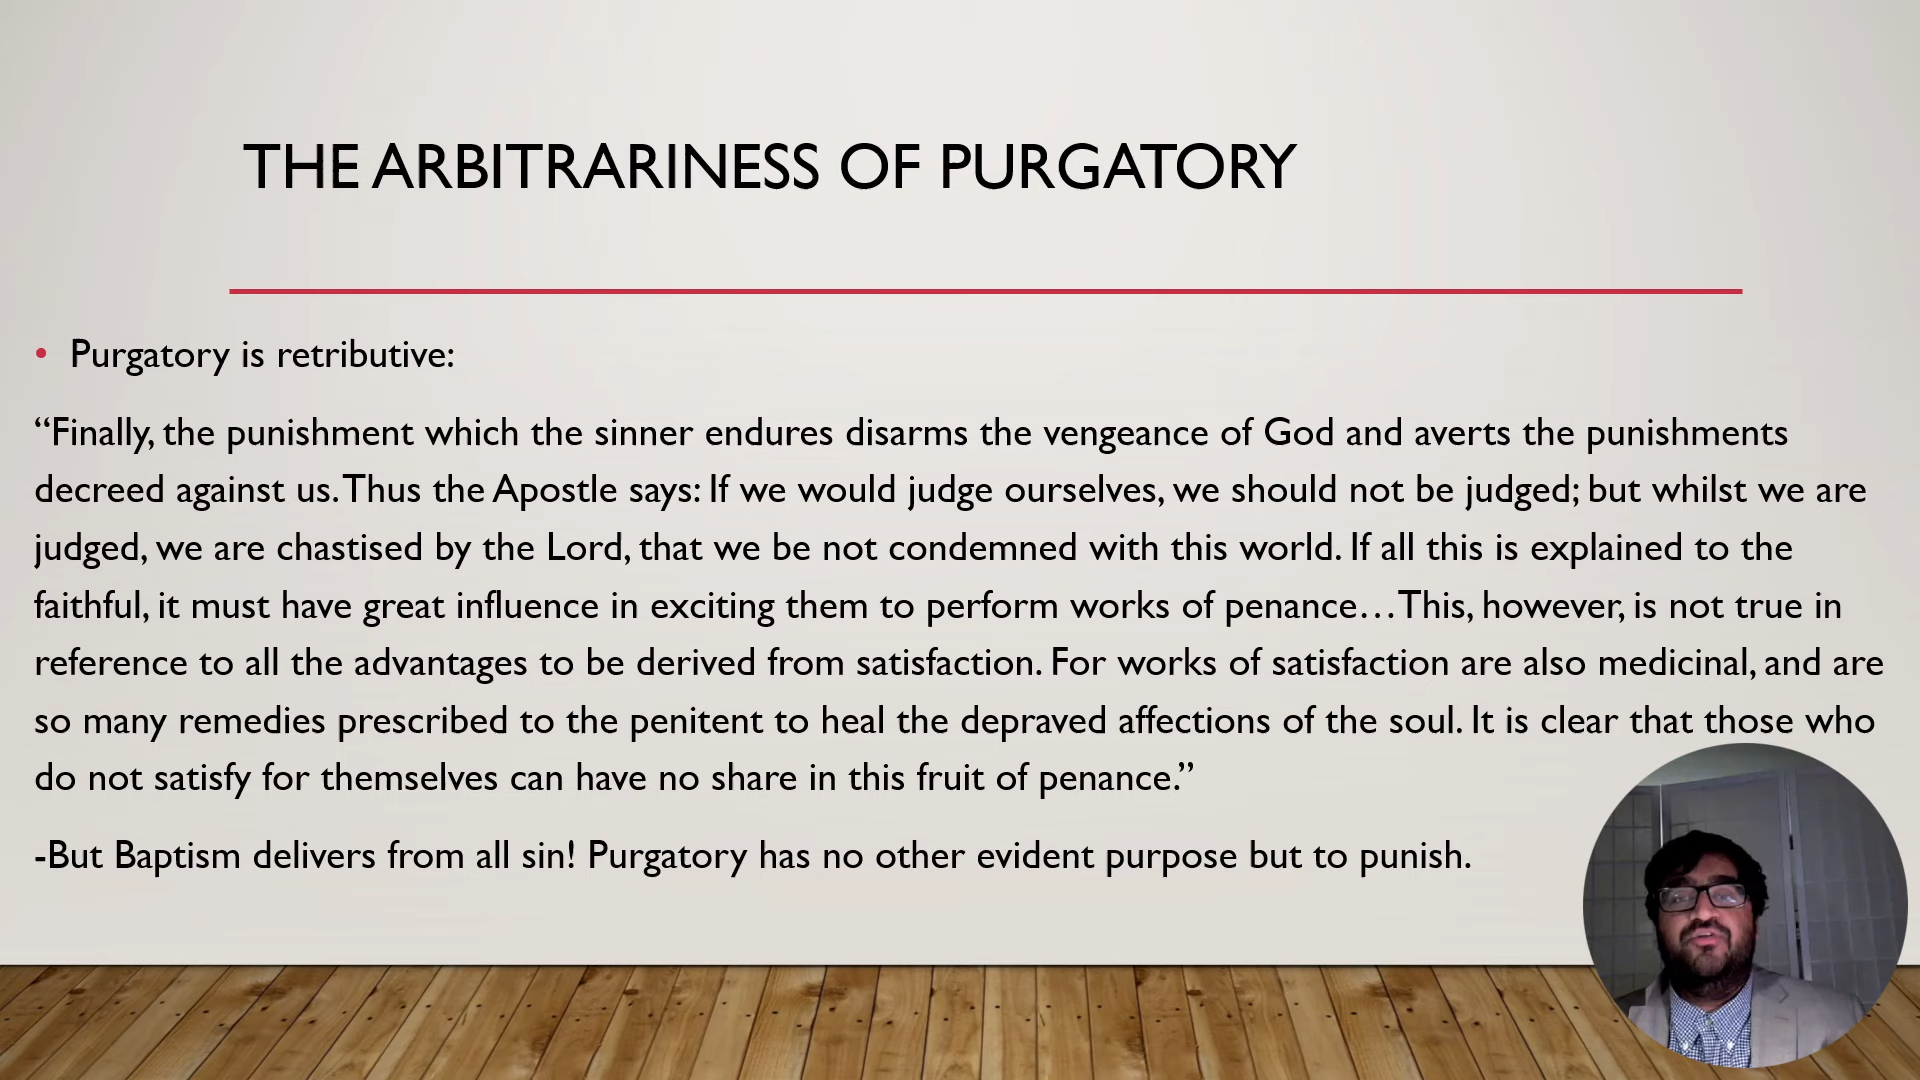 THE ARBITRARINESS OF PURGATORY
• Purgatory is retributive:
“Finally, the punishment which the sinner endures disarms the vengeance of God and averts the punishments
decreed against us. Thus the Apostle says: If we would judge ourselves, we should not be judged; but whilst we are
judged, we are chastised by the Lord, that we be not condemned with this world. If all this is explained to the
faithful, it must have great influence in exciting them to perform works of penance…This, however, is not true in
reference to all the advantages to be derived from satisfaction. For works of satisfaction are also medicinal, and are
so many remedies prescribed to the penitent to heal the depraved affections of the soul. It is clear that those who
do not satisfy for themselves can have no share in this fruit of penance.”
-But Baptism delivers from all sin! Purgatory has no other evident purpose but to punish.